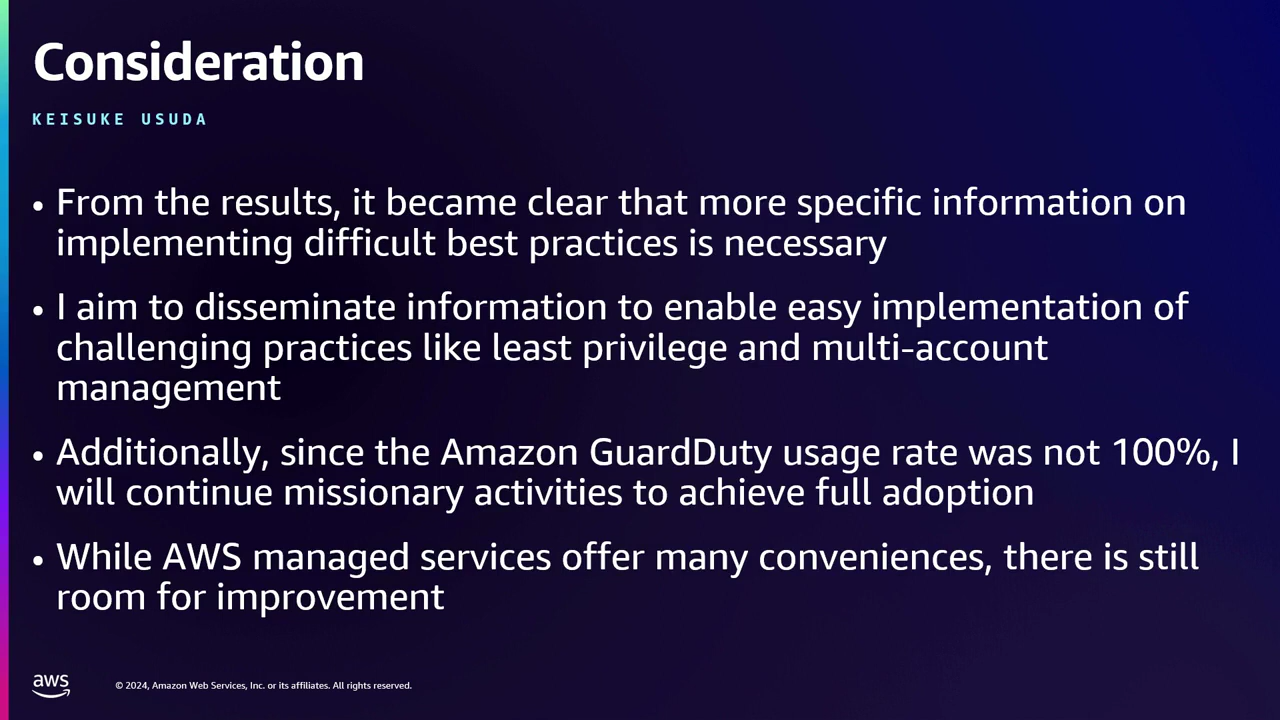 Consideration
KEISUKE USUDA
• From the results, it became clear that more specific information on
implementing difficult best practices is necessary
• I aim to disseminate information to enable easy implementation of
challenging practices like least privilege and multi-account
management
• Additionally, since the Amazon GuardDuty usage rate was not 100%, I
will continue missionary activities to achieve full adoption
• While AWS managed services offer many conveniences, there is still
room for improvement
aws
© 2024, Amazon Web Services, Inc. or its affiliates. All rights reserved.